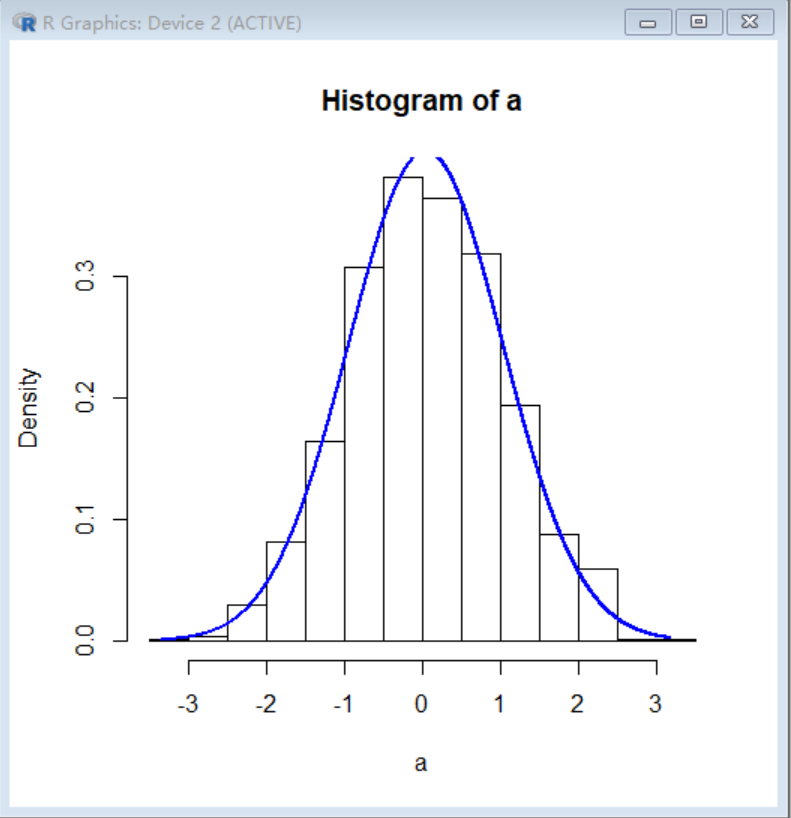 R Graphics: Device 2 (ACTIVE)
Histogram of a
Density
0.3
0.2
0.1
0.0
-3 -2 -1 0 1 2 3
a